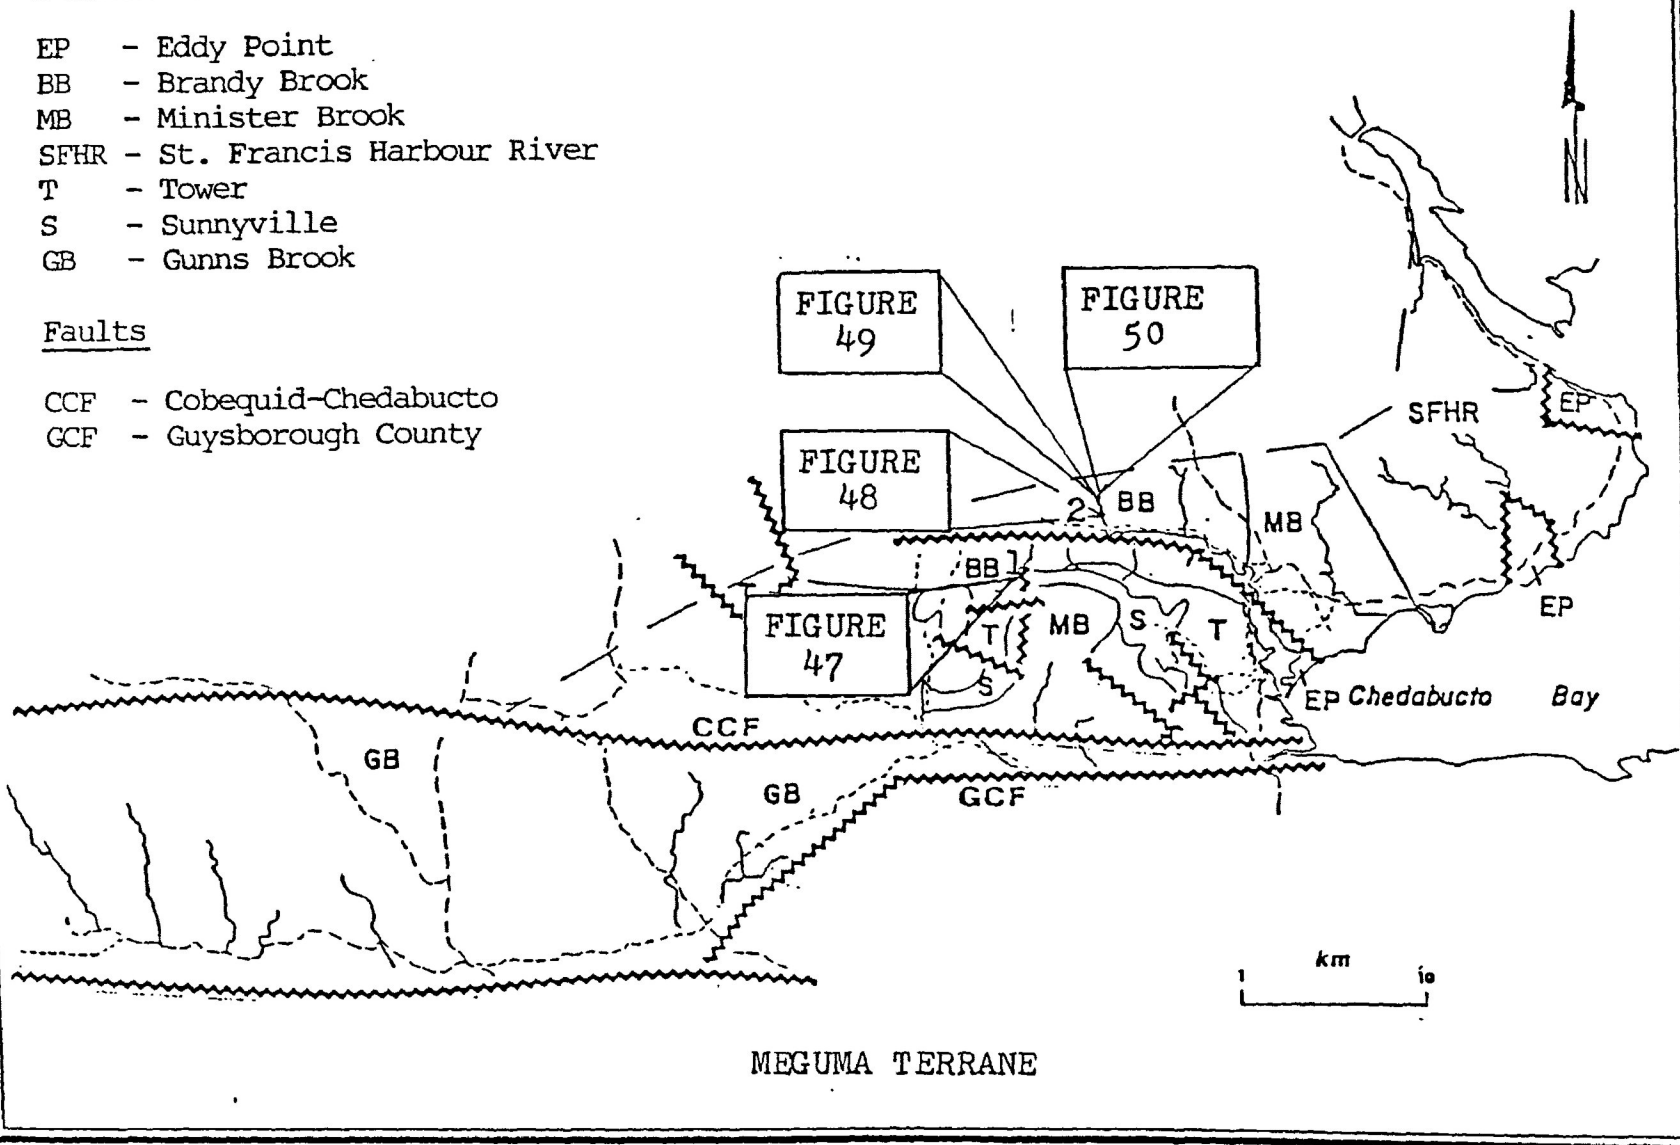 EP - Eddy Point
BB - Brandy Brook
MB - Minister Brook
SFHR - St. Francis Harbour River
T - Tower
S - Sunnyville
GB - Gunns Brook
Faults
CCF - Cobequid-Chedabucto
GCF - Guysborough County
N
FIGURE
49
FIGURE
50
SFHR
EP
FIGURE
48
2
BB
MB
BB
1
EP
FIGURE
47
T
MB
S
T
S
EP
Chedabucto Bay
CCF
GB
GB
GCF
km
1
10
MEGUMA TERRANE